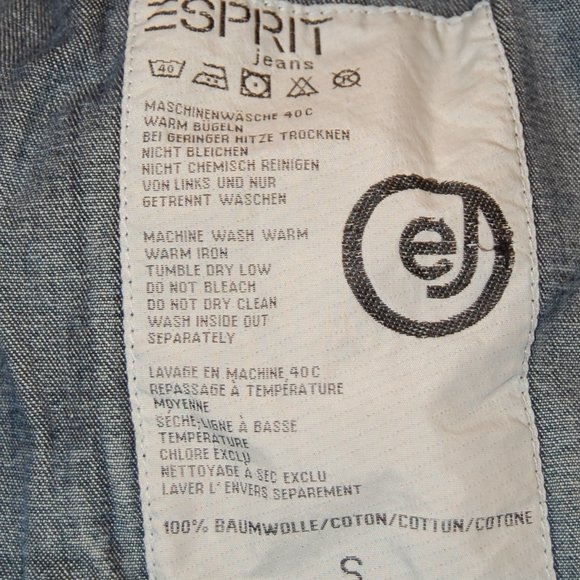 ESPRIT
jeans
40
MASCHINENWÄSCHE 40C
WARM BÜGELN
BEI GERINGER HITZE TROCKNEN
NICHT BLEICHEN
NICHT CHEMISCH REINIGEN
VON LINKS UND NUR
GETRENNT WASCHEN
MACHINE WASH WARM
WARM IRON
TUMBLE DRY LOW
DO NOT BLEACH
DO NOT DRY CLEAN
WASH INSIDE OUT
SEPARATELY
LAVAGE EN MACHINE 40C
REPASSAGE À TEMPÉRATURE
MOYENNE
SÉCHE-LIGNE À BASSE
TEMPÉRATURE
CHLORE EXCLU
NETTOYAGE À SEC EXCLU
LAVER L'ENVERS SEPAREMENT
100% BAUMWOLLE/COTON/COTTON/COTONE
S
ej